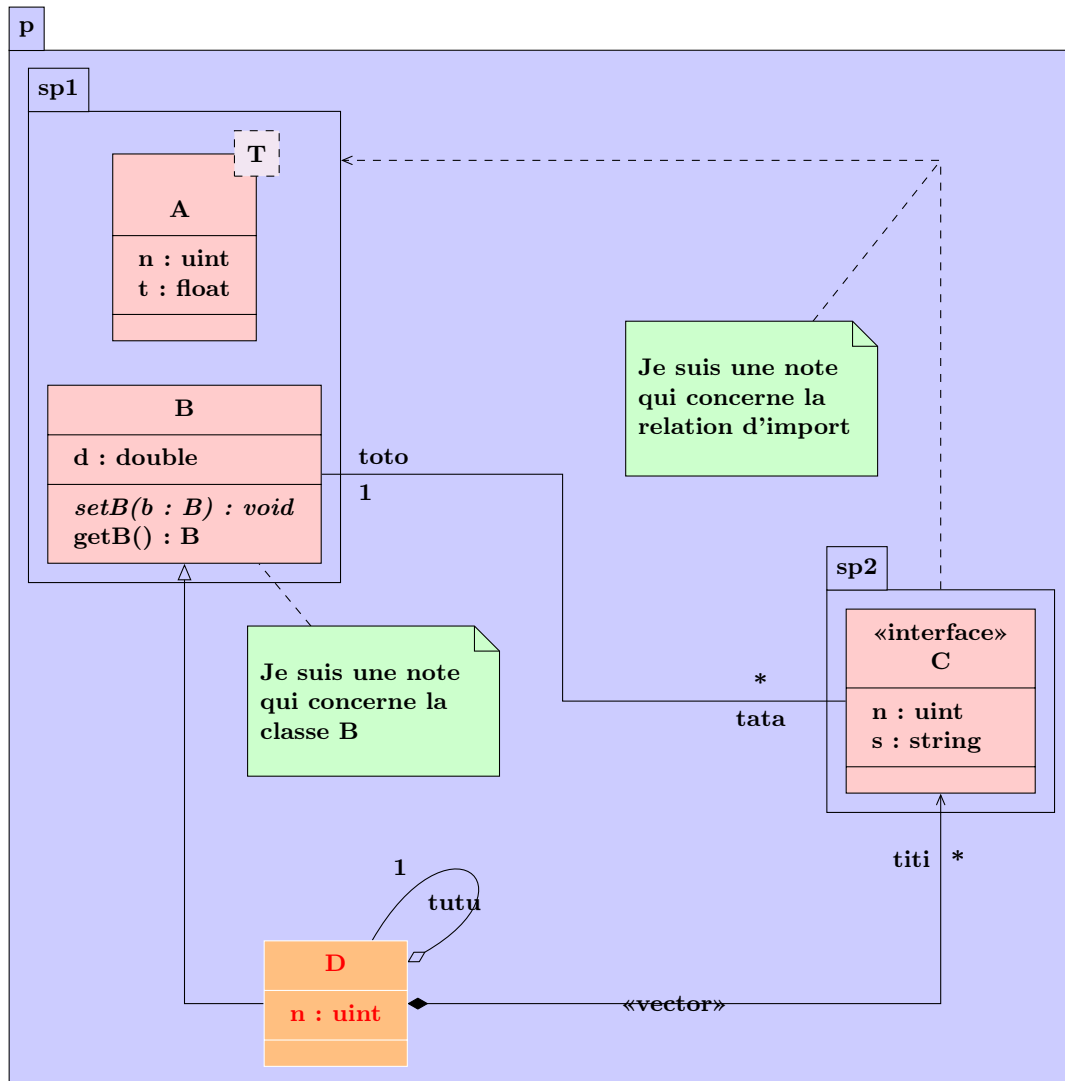 p
sp1
T
A
n : uint
t : float
B
d : double
setB(b : B) : void
getB() : B
toto
1
Je suis une note
qui concerne la
relation d'import
sp2
«interface»
C
n : uint
s : string
*
tata
Je suis une note
qui concerne la
classe B
titi
*
1
tutu
D
n : uint
«vector»